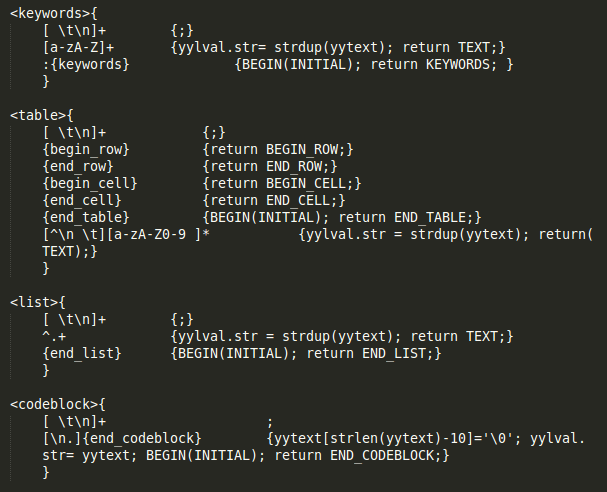 <keywords>{
[ \t\n]+ {;}
[a-zA-Z]+ {yylval.str= strdup(yytext); return TEXT;}
:{keywords} {BEGIN(INITIAL); return KEYWORDS; }
}
<table>{
[ \t\n]+ {;}
{begin_row} {return BEGIN_ROW;}
{end_row} {return END_ROW;}
{begin_cell} {return BEGIN_CELL;}
{end_cell} {return END_CELL;}
{end_table} {BEGIN(INITIAL); return END_TABLE;}
[^\n \t][a-zA-Z0-9 ]* {yylval.str = strdup(yytext); return(
TEXT);}
}
<list>{
[ \t\n]+ {;}
^.+ {yylval.str = strdup(yytext); return TEXT;}
{end_list} {BEGIN(INITIAL); return END_LIST;}
}
<codeblock>{
[ \t\n]+ ;
[\n.]{end_codeblock} {yytext[strlen(yytext)-10]='\0'; yylval.
str= yytext; BEGIN(INITIAL); return END_CODEBLOCK;}
}